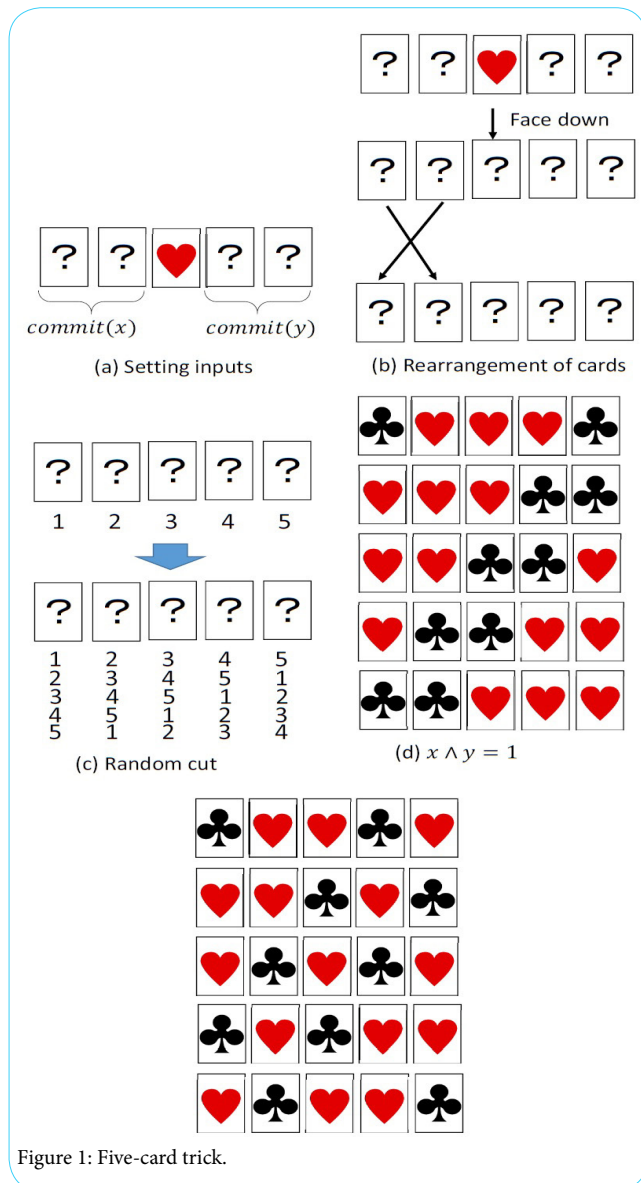 ? ? ? ?
Face down
? ? ? ? ?
? ? ? ?
commit(x) commit(y)
(a) Setting inputs
? ? ? ? ?
(b) Rearrangement of cards
? ? ? ? ?
1 2 3 4 5
? ? ? ? ?
1 2 3 4 5
2 3 4 5 1
3 4 5 1 2
4 5 1 2 3
5 1 2 3 4
(c) Random cut
(d) x ∧ y = 1
Figure 1: Five-card trick.